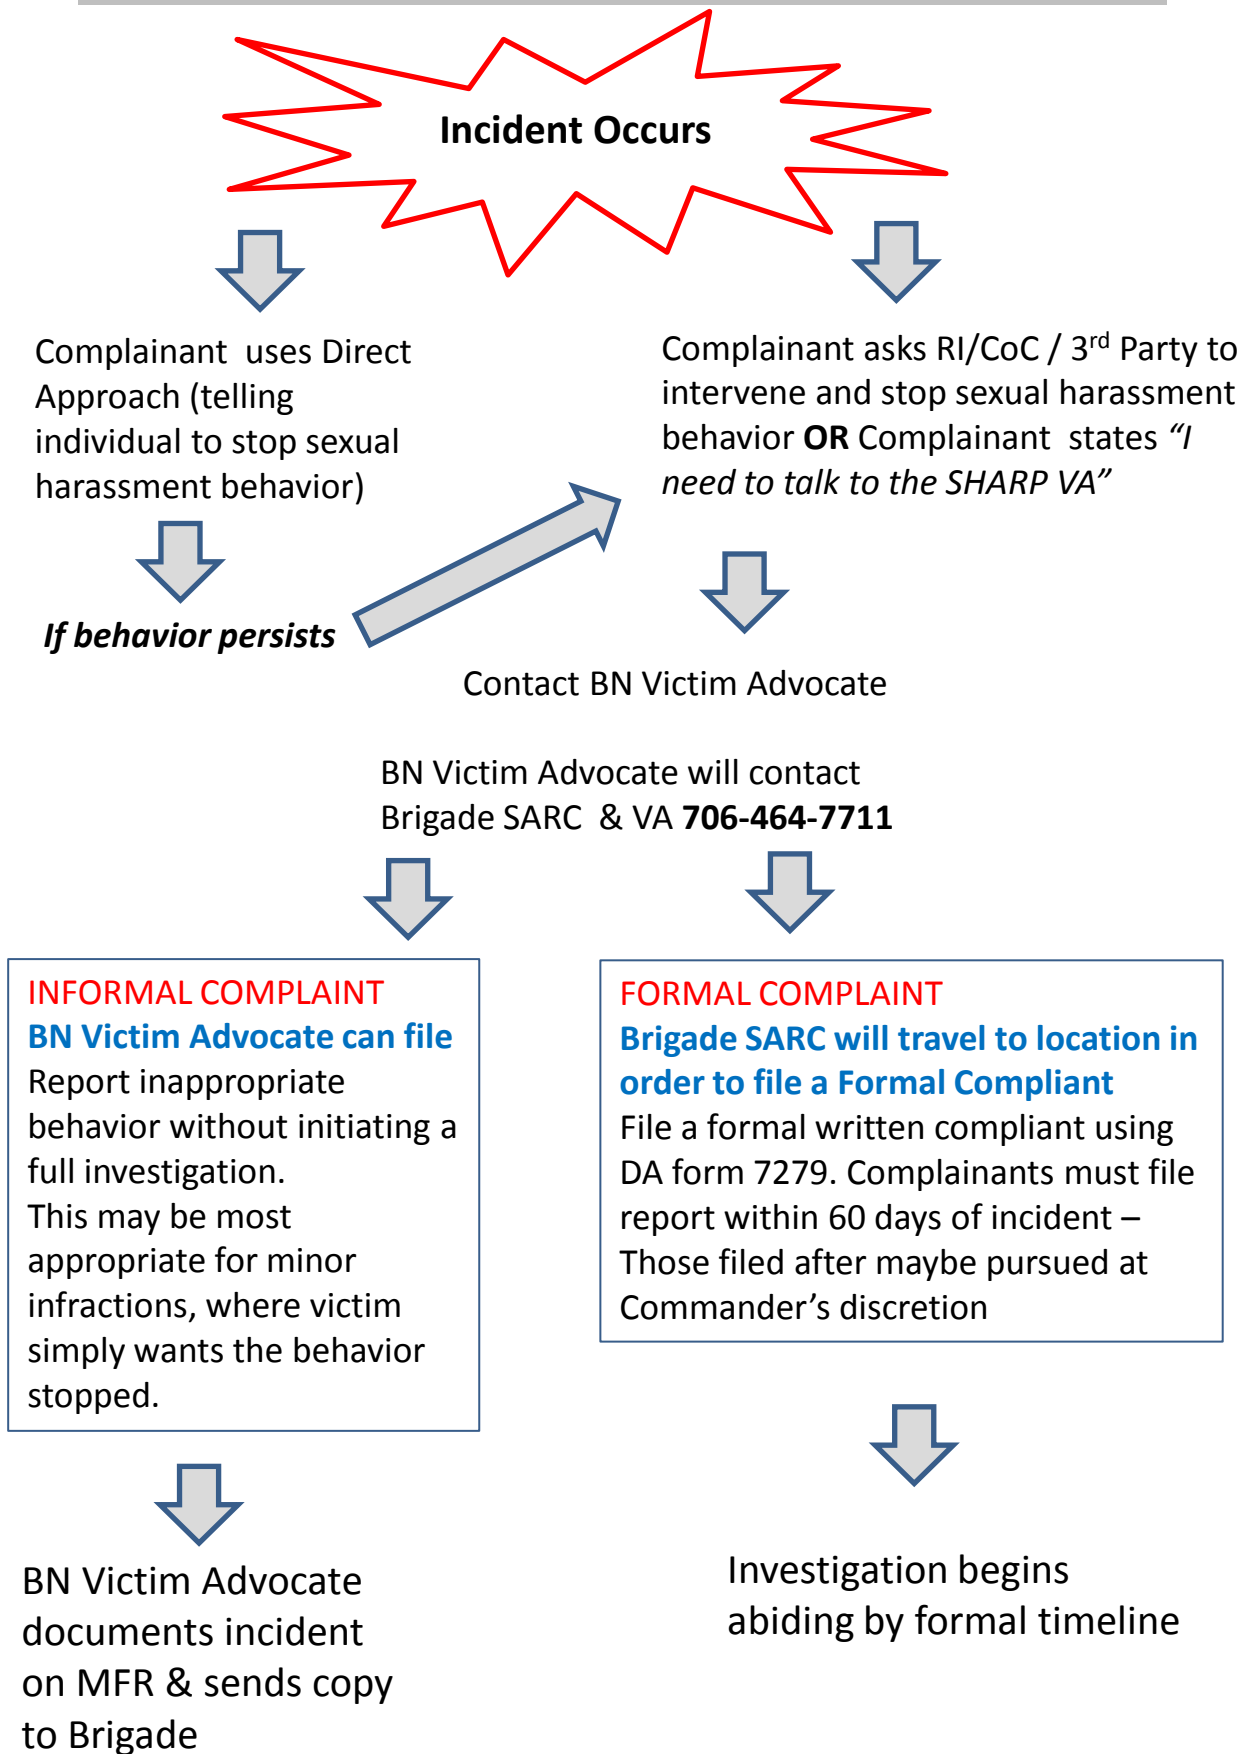 Incident Occurs
Complainant uses Direct
Approach (telling
individual to stop sexual
harassment behavior)
Complainant asks RI/CoC / 3rd Party to
intervene and stop sexual harassment
behavior OR Complainant states “I
need to talk to the SHARP VA”
If behavior persists
Contact BN Victim Advocate
BN Victim Advocate will contact
Brigade SARC & VA 706-464-7711
INFORMAL COMPLAINT
BN Victim Advocate can file
Report inappropriate
behavior without initiating a
full investigation.
This may be most
appropriate for minor
infractions, where victim
simply wants the behavior
stopped.
FORMAL COMPLAINT
Brigade SARC will travel to location in
order to file a Formal Compliant
File a formal written compliant using
DA form 7279. Complainants must file
report within 60 days of incident –
Those filed after maybe pursued at
Commander’s discretion
BN Victim Advocate
documents incident
on MFR & sends copy
to Brigade
Investigation begins
abiding by formal timeline